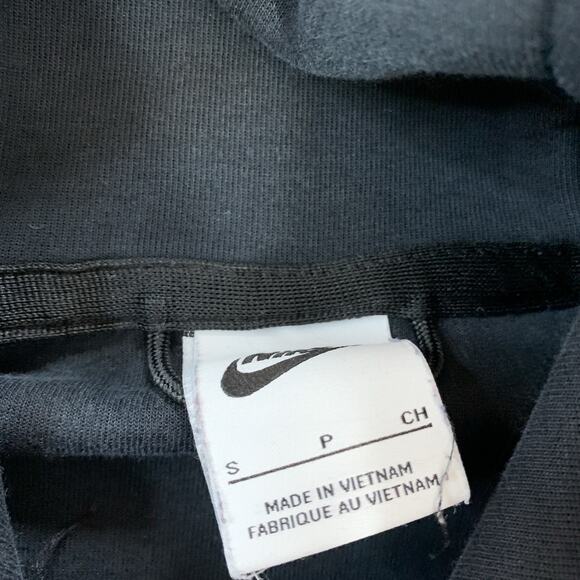 S P CH
MADE IN VIETNAM
FABRIQUE AU VIETNAM